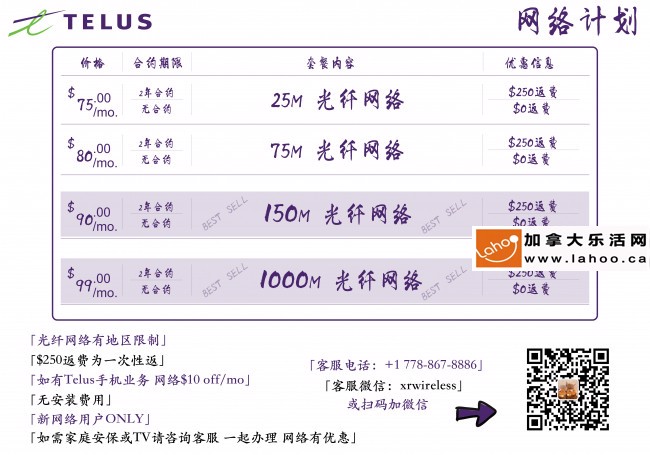 TELUS
网络计划
价格 合约期限 套餐内容 优惠信息
$75.00/mo. 2年合约 25M 光纤网络 $250返费
无合约 $0返费
$80.00/mo. 2年合约 75M 光纤网络 $250返费
无合约 $0返费
$90.00/mo. 2年合约 BEST SELL 150M 光纤网络 BEST SELL $250返费
无合约 $0返费
Lahoo 加拿大乐活网
www.lahoo.ca
$99.00/mo. 2年合约 BEST SELL 1000M 光纤网络 BEST SELL $250返费
无合约 $0返费
「光纤网络有地区限制」
「$250返费为一次性返」
「如有Telus手机业务 网络$10 off/mo」
「无安装费用」
「新网络用户ONLY」
「如需家庭安保或TV请咨询客服 一起办理 网络有优惠」
「客服电话：+1 778-867-8886」
「客服微信：xrwireless」
或扫码加微信